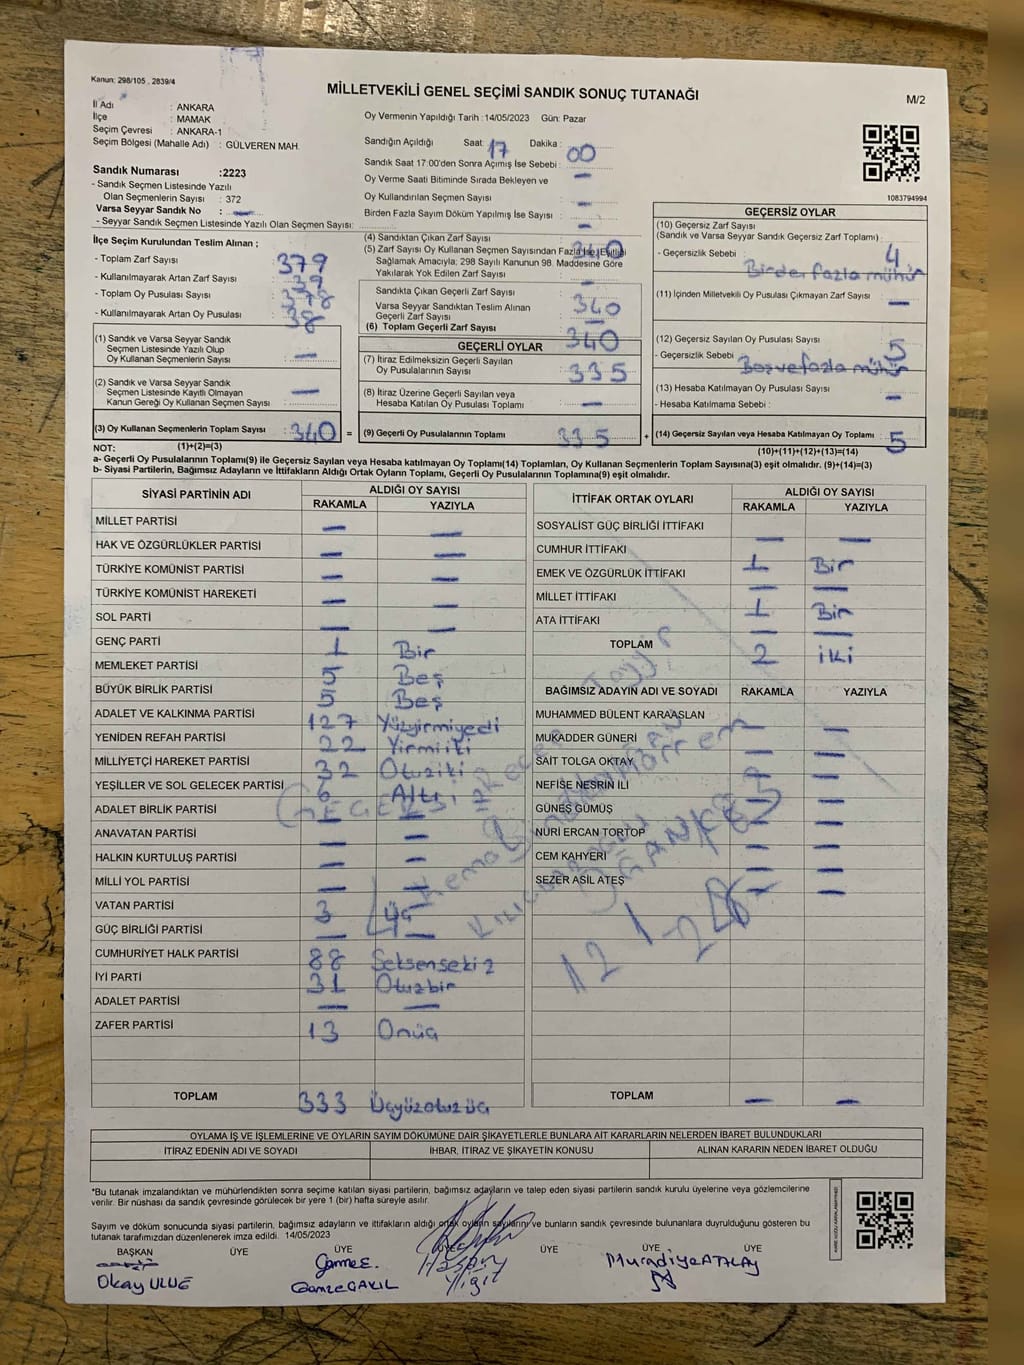 Kanun: 298/105 , 2839/4
MİLLETVEKİLİ GENEL SEÇİMİ SANDIK SONUÇ TUTANAĞI
M/2
İl Adı : ANKARA
İlçe : MAMAK
Seçim Çevresi : ANKARA-1
Seçim Bölgesi (Mahalle Adı) : GÜLVEREN MAH.
Sandık Numarası :2223
- Sandık Seçmen Listesinde Yazılı
Olan Seçmenlerin Sayısı : 372
Varsa Seyyar Sandık No : —
- Seyyar Sandık Seçmen Listesinde Yazılı Olan Seçmen Sayısı:
İlçe Seçim Kurulundan Teslim Alınan ;
- Toplam Zarf Sayısı 379
- Kullanılmayarak Artan Zarf Sayısı 39
- Toplam Oy Pusulası Sayısı 378
- Kullanılmayarak Artan Oy Pusulası 38
(1) Sandık ve Varsa Seyyar Sandık
Seçmen Listesinde Yazılı Olup
Oy Kullanan Seçmenlerin Sayısı : —
(2) Sandık ve Varsa Seyyar Sandık
Seçmen Listesinde Kayıtlı Olmayan
Kanun Gereği Oy Kullanan Seçmen Sayısı : —
(3) Oy Kullanan Seçmenlerin Toplam Sayısı : 340 =
(1)+(2)=(3)
Oy Vermenin Yapıldığı Tarih :14/05/2023 Gün: Pazar
Sandığın Açıldığı Saat: 17 Dakika : 00
Sandık Saat 17:00'den Sonra Açılmış İse Sebebi : —
Oy Verme Saati Bitiminde Sırada Bekleyen ve
Oy Kullandırılan Seçmen Sayısı : —
Birden Fazla Sayım Döküm Yapılmış İse Sayısı : —
(4) Sandıktan Çıkan Zarf Sayısı 340
(5) Zarf Sayısı Oy Kullanan Seçmen Sayısından Fazla İse Eşitliği
Sağlamak Amacıyla; 298 Sayılı Kanunun 98. Maddesine Göre
Yakılarak Yok Edilen Zarf Sayısı : —
Sandıkta Çıkan Geçerli Zarf Sayısı 340
Varsa Seyyar Sandıktan Teslim Alınan
Geçerli Zarf Sayısı : —
(6) Toplam Geçerli Zarf Sayısı 340
GEÇERLİ OYLAR
(7) İtiraz Edilmeksizin Geçerli Sayılan
Oy Pusulalarının Sayısı : 335
(8) İtiraz Üzerine Geçerli Sayılan veya
Hesaba Katılan Oy Pusulası Toplamı : —
(9) Geçerli Oy Pusulalarının Toplamı : 335 +
1083794994
GEÇERSİZ OYLAR
(10) Geçersiz Zarf Sayısı
(Sandık ve Varsa Seyyar Sandık Geçersiz Zarf Toplamı)
- Geçersizlik Sebebi : 4
Birden fazla mühür
(11) İçinden Milletvekili Oy Pusulası Çıkmayan Zarf Sayısı —
(12) Geçersiz Sayılan Oy Pusulası Sayısı 5
- Geçersizlik Sebebi : Boş ve fazla mühür
(13) Hesaba Katılmayan Oy Pusulası Sayısı —
- Hesaba Katılmama Sebebi :
(14) Geçersiz Sayılan veya Hesaba Katılmayan Oy Toplamı : 5
(10)+(11)+(12)+(13)=(14)
NOT:
a- Geçerli Oy Pusulalarının Toplamı(9) ile Geçersiz Sayılan veya Hesaba katılmayan Oy Toplamı(14) Toplamları, Oy Kullanan Seçmenlerin Toplam Sayısına(3) eşit olmalıdır. (9)+(14)=(3)
b- Siyasi Partilerin, Bağımsız Adayların ve İttifakların Aldığı Ortak Oyların Toplamı, Geçerli Oy Pusulalarının Toplamına(9) eşit olmalıdır.
SİYASİ PARTİNİN ADI ALDIĞI OY SAYISI
RAKAMLA YAZIYLA
MİLLET PARTİSİ — —
HAK VE ÖZGÜRLÜKLER PARTİSİ — —
TÜRKİYE KOMÜNİST PARTİSİ — —
TÜRKİYE KOMÜNİST HAREKETİ — —
SOL PARTİ — —
GENÇ PARTİ 1 Bir
MEMLEKET PARTİSİ 5 Beş
BÜYÜK BİRLİK PARTİSİ 5 Beş
ADALET VE KALKINMA PARTİSİ 127 Yüzyirmiyedi
YENİDEN REFAH PARTİSİ 22 Yirmiiki
MİLLİYETÇİ HAREKET PARTİSİ 32 Otuziki
YEŞİLLER VE SOL GELECEK PARTİSİ 6 Altı
ADALET BİRLİK PARTİSİ — —
ANAVATAN PARTİSİ — —
HALKIN KURTULUŞ PARTİSİ — —
MİLLİ YOL PARTİSİ — —
VATAN PARTİSİ 3 Üç
GÜÇ BİRLİĞİ PARTİSİ — —
CUMHURİYET HALK PARTİSİ 88 Seksenseki2
İYİ PARTİ 31 Otuzbir
ADALET PARTİSİ — —
ZAFER PARTİSİ 13 Onüç
TOPLAM 333 Üçyüzotuzüç
İTTİFAK ORTAK OYLARI ALDIĞI OY SAYISI
RAKAMLA YAZIYLA
SOSYALİST GÜÇ BİRLİĞİ İTTİFAKI — —
CUMHUR İTTİFAKI 1 Bir
EMEK VE ÖZGÜRLÜK İTTİFAKI — —
MİLLET İTTİFAKI 1 Bir
ATA İTTİFAKI — —
TOPLAM 2 İki
BAĞIMSIZ ADAYIN ADI VE SOYADI RAKAMLA YAZIYLA
MUHAMMED BÜLENT KARAASLAN — —
MUKADDER GÜNERİ — —
SAİT TOLGA OKTAY — —
NEFİSE NESRİN İLİ — —
GÜNEŞ GÜMÜŞ — —
NURİ ERCAN TORTOP — —
CEM KAHYERİ — —
SEZER ASİL ATEŞ — —
TOPLAM — —
OYLAMA İŞ VE İŞLEMLERİNE VE OYLARIN SAYIM DÖKÜMÜNE DAİR ŞİKAYETLERLE BUNLARA AİT KARARLARIN NELERDEN İBARET BULUNDUKLARI
İTİRAZ EDENİN ADI VE SOYADI İHBAR, İTİRAZ VE ŞİKAYETİN KONUSU ALINAN KARARIN NEDEN İBARET OLDUĞU
*Bu tutanak imzalandıktan ve mühürlendikten sonra seçime katılan siyasi partilerin, bağımsız adayların ve talep eden siyasi partilerin sandık kurulu üyelerine veya gözlemcilerine
verilir. Bir nüshası da sandık çevresinde görülecek bir yere 1 (bir) hafta süreyle asılır.
Sayım ve döküm sonucunda siyasi partilerin, bağımsız adayların ve ittifakların aldığı ortak oyların sayılarını ve bunların sandık çevresinde bulunanlara duyrulduğunu gösteren bu
tutanak tarafımızdan düzenlenerek imza edildi. 14/05/2023
BAŞKAN ÜYE ÜYE ÜYE ÜYE ÜYE ÜYE
Okay ULUĞ
Gamze.
Hasan Yiğit
Muradiye ATALAY